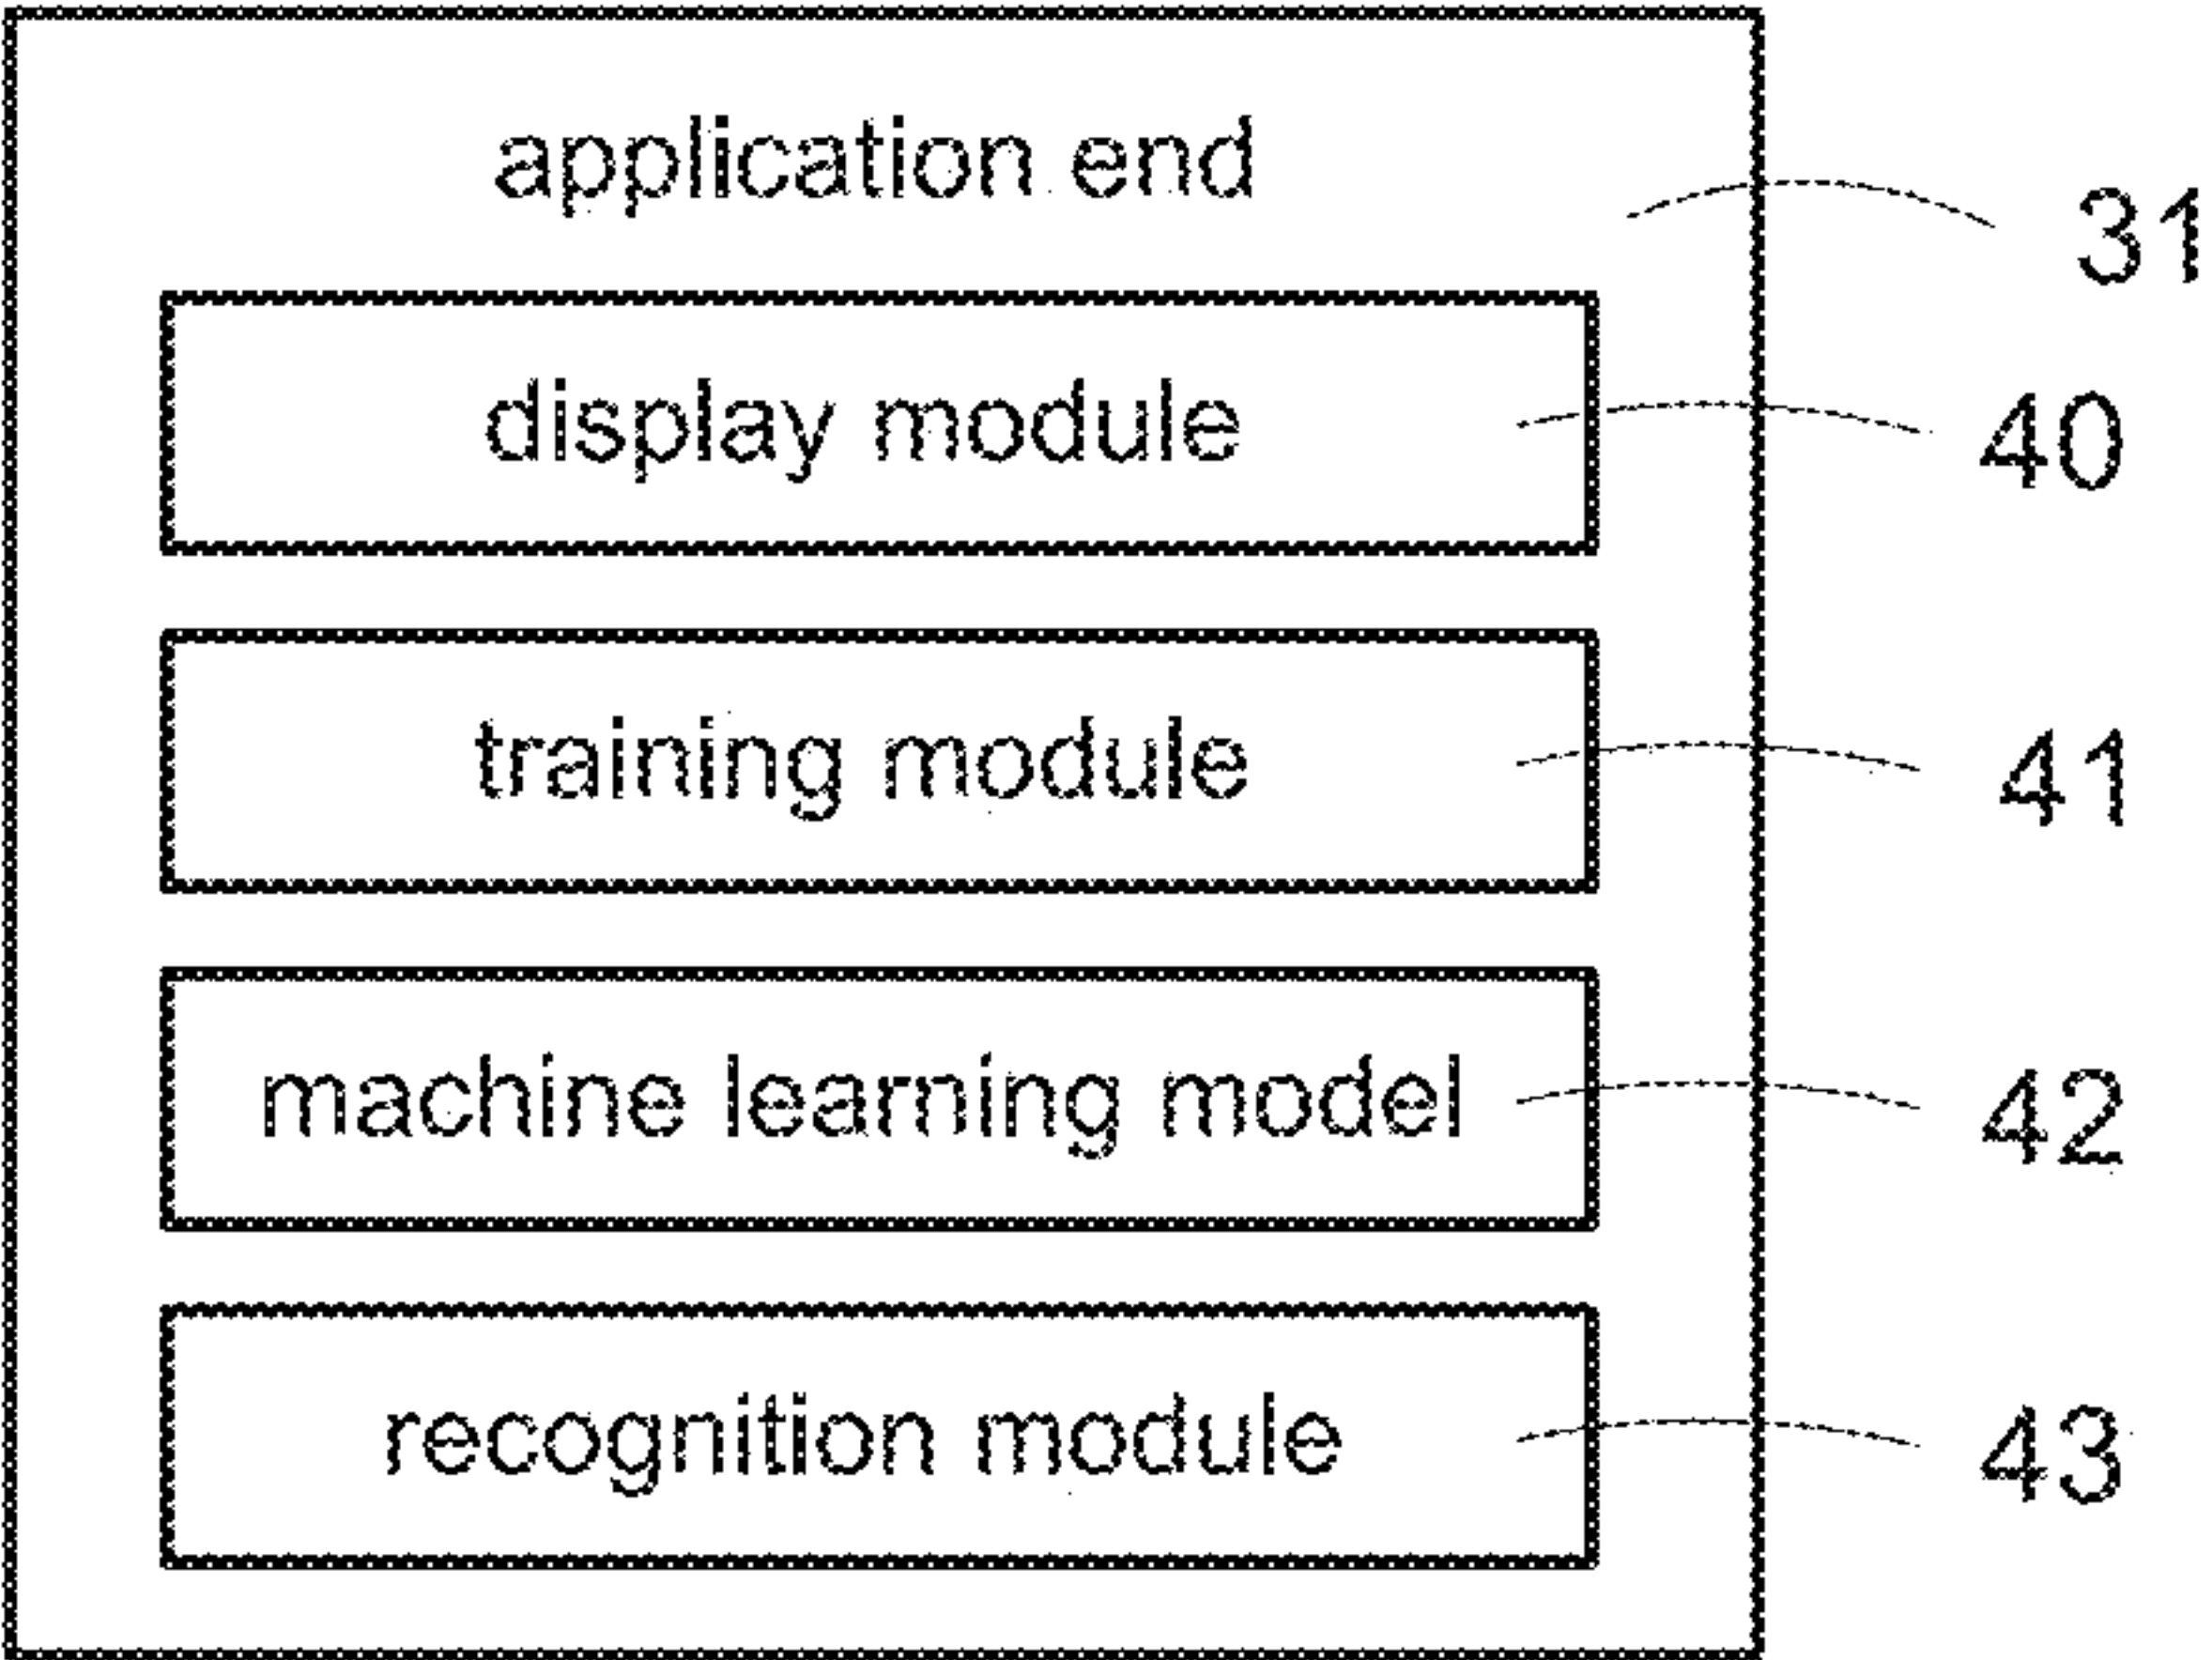 application end
31
display module
40
training module
41
machine learning model
42
recognition module
43